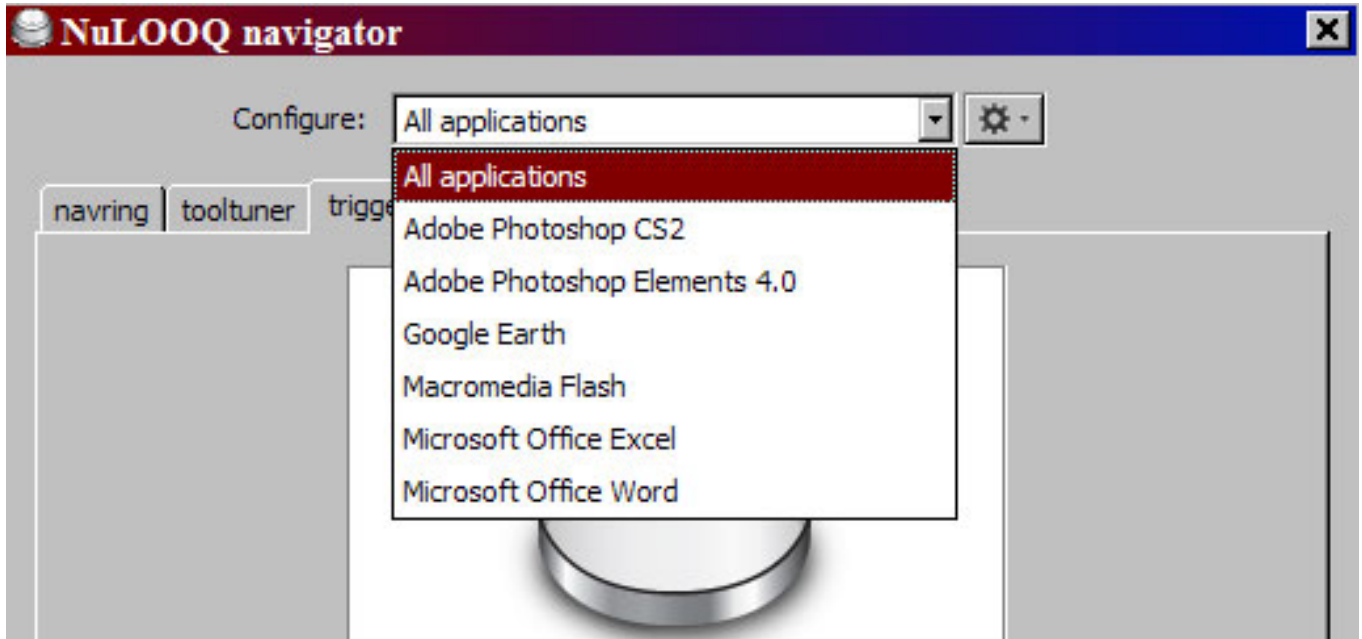 NuLOOQ navigator
Configure: All applications
All applications
navring tooltuner
Adobe Photoshop CS2
Adobe Photoshop Elements 4.0
Google Earth
Macromedia Flash
Microsoft Office Excel
Microsoft Office Word